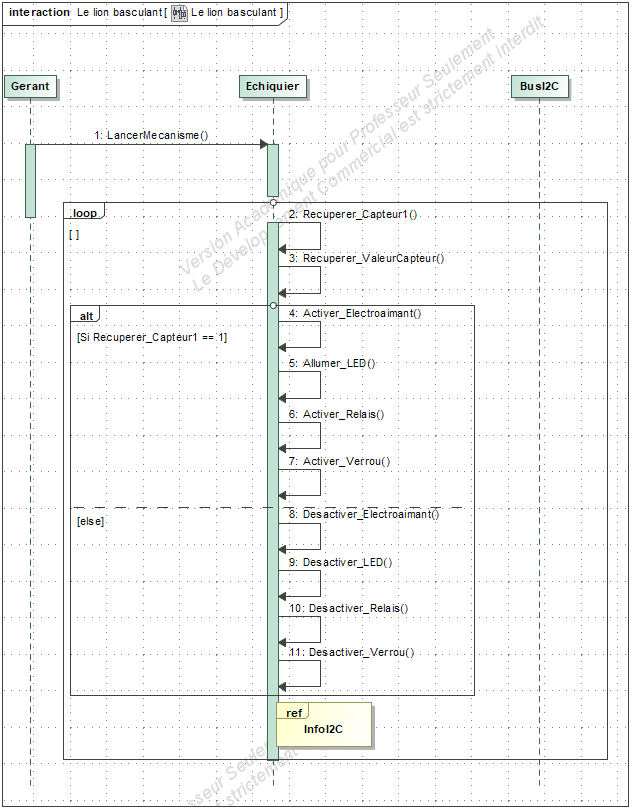 interaction Le lion basculant[ Le lion basculant ]
Gerant
Echiquier
BusI2C
1: LancerMecanisme()
loop
[ ]
2: Recuperer_Capteur1()
3: Recuperer_ValeurCapteur()
alt
[Si Recuperer_Capteur1 == 1]
4: Activer_Electroaimant()
5: Allumer_LED()
6: Activer_Relais()
7: Activer_Verrou()
[else]
8: Desactiver_Electroaimant()
9: Desactiver_LED()
10: Desactiver_Relais()
11: Desactiver_Verrou()
ref
InfoI2C
Version Académique pour Professeur Seulement
Le Développement Commercial est strictement interdit
sseur Seulement
strictement